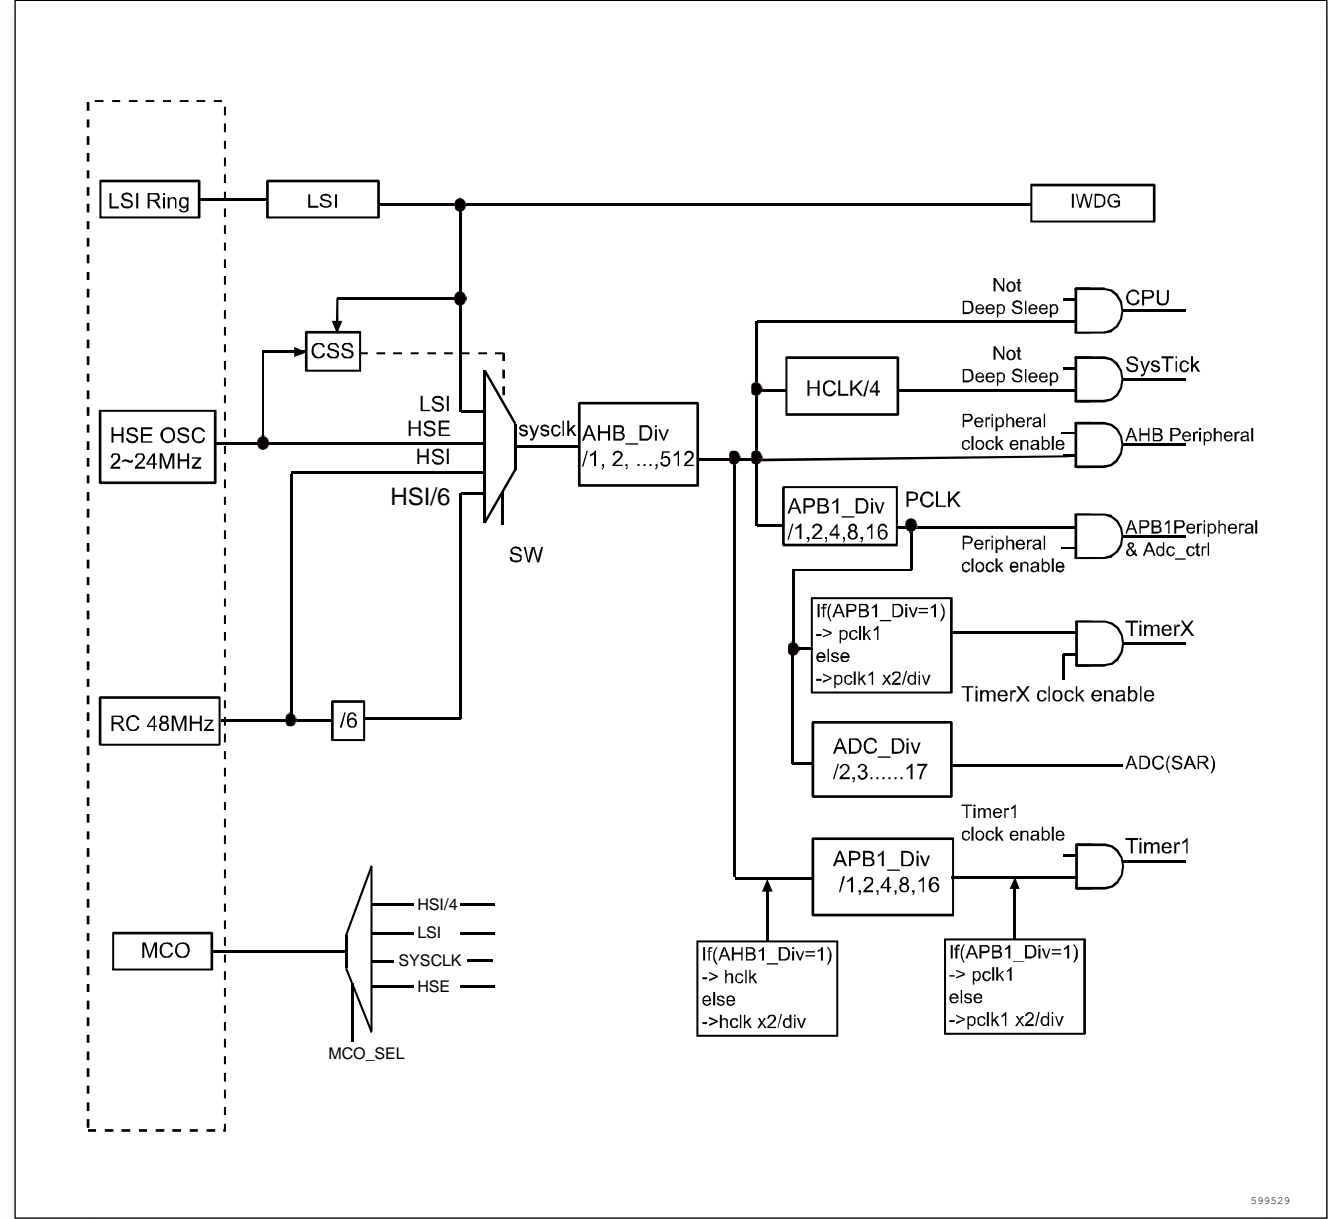 LSI Ring
LSI
IWDG
Not
Deep Sleep
CPU
CSS
Not
Deep Sleep
SysTick
HCLK/4
LSI
HSE
HSI
HSI/6
HSE OSC
2~24MHz
sysclk
AHB_Div
/1, 2, ...,512
Peripheral
clock enable
AHB Peripheral
SW
APB1_Div
/1,2,4,8,16
PCLK
Peripheral
clock enable
APB1Peripheral
& Adc_ctrl
If(APB1_Div=1)
-> pclk1
else
->pclk1 x2/div
TimerX
TimerX clock enable
RC 48MHz
/6
ADC_Div
/2,3......17
ADC(SAR)
Timer1
clock enable
Timer1
APB1_Div
/1,2,4,8,16
MCO
HSI/4
LSI
SYSCLK
HSE
MCO_SEL
If(AHB1_Div=1)
-> hclk
else
->hclk x2/div
If(APB1_Div=1)
-> pclk1
else
->pclk1 x2/div
599529